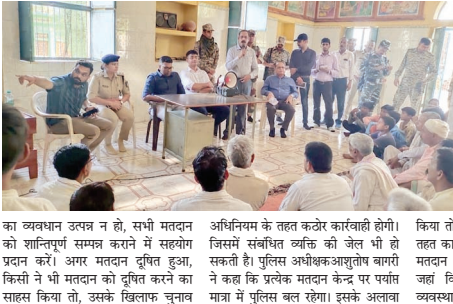 का व्यवधान उत्पन्न हो, सभी मतदान
को शान्तिपूर्ण सम्पन्न कराने में सहयोग
प्रदान करें। अगर मतदान दूषित हुआ,
किसी ने भी मतदान को दूषित करने का
साहस किया तो, उसके खिलाफ चुनाव
अधिनियम के तहत कठोर कार्रवाही होगी।
जिसमें संबंधित व्यक्ति की जेल भी हो
सकती है। पुलिस अधीक्षकआशुतोष बागरी
ने कहा कि प्रत्येक मतदान केन्द्र पर पर्याप्त
मात्रा में पुलिस बल रहेगा। इसके अलावा
किया तो
तहत का
मतदान
जहां वि
व्यवस्था